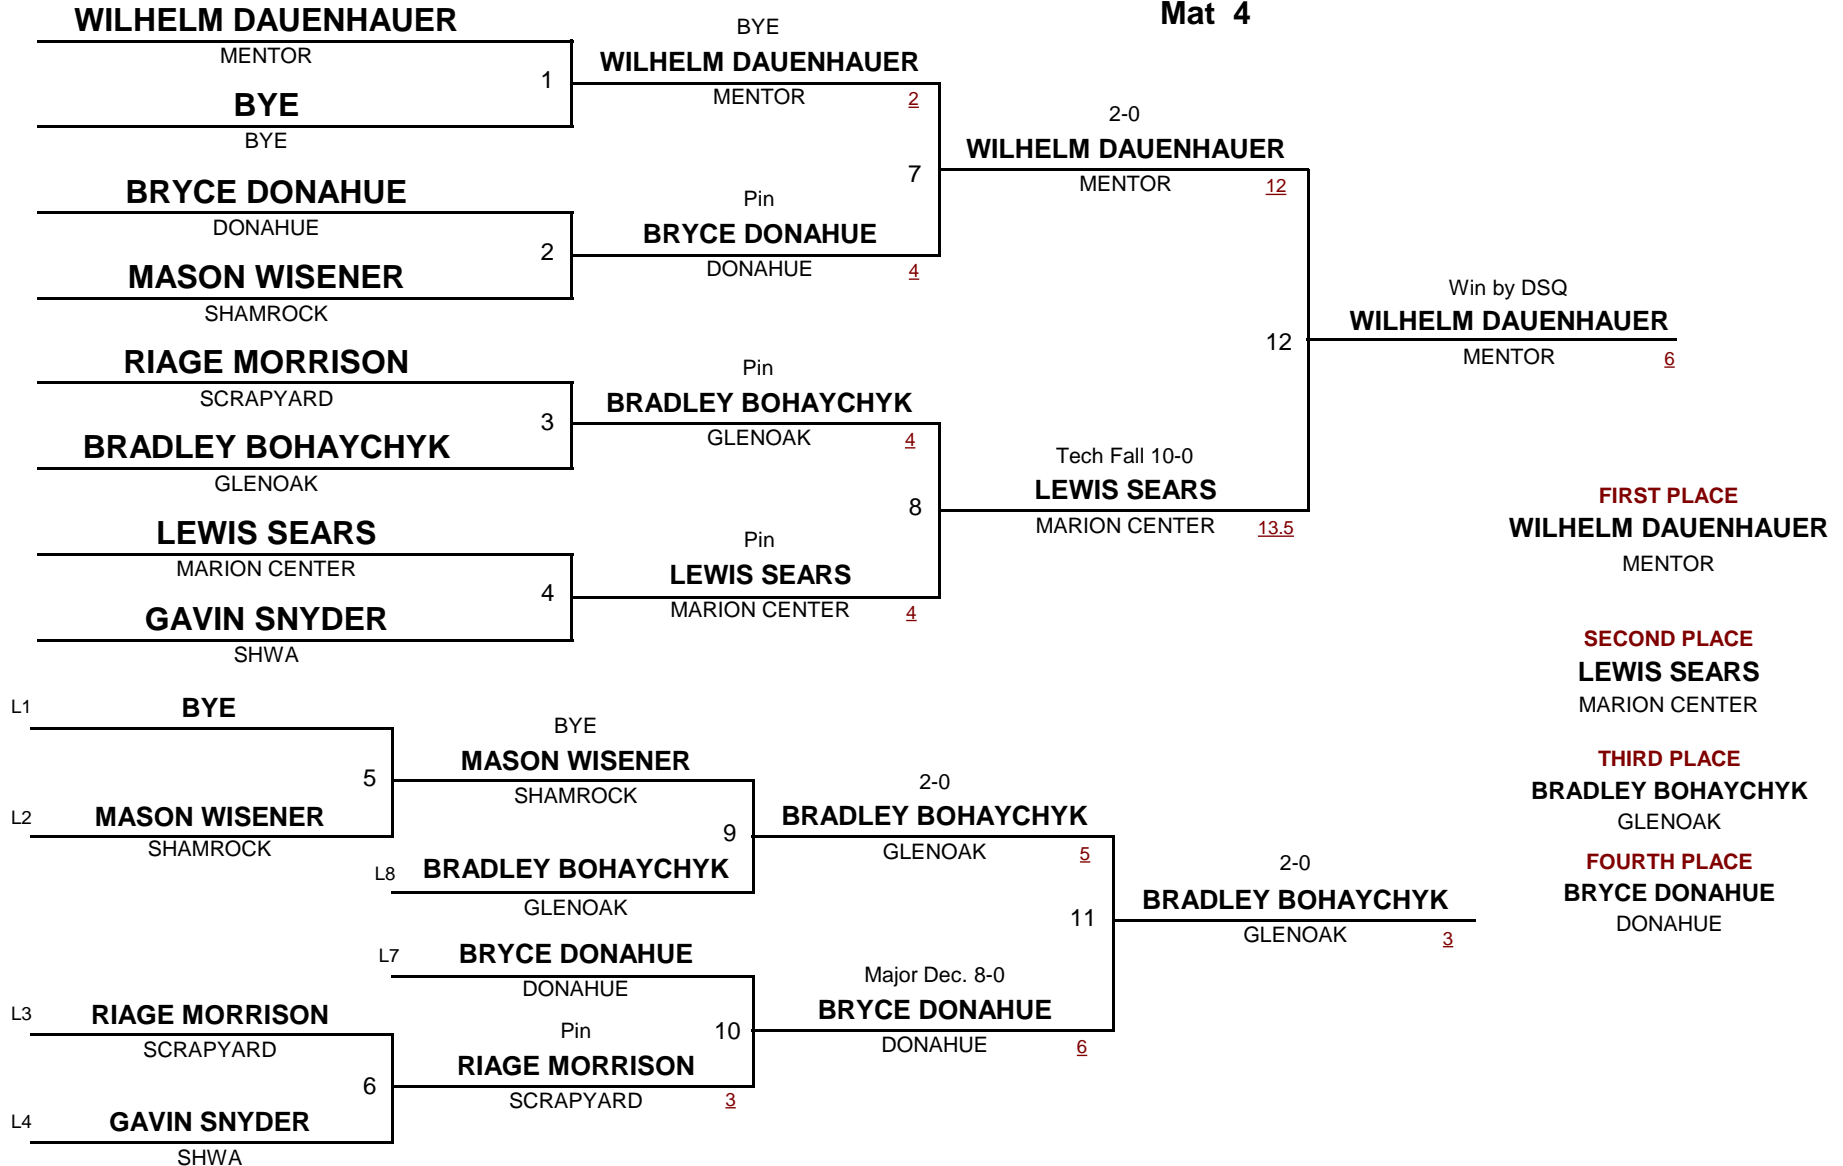 Mat 4
WILHELM DAUENHAUER
MENTOR
1
BYE
BYE
BRYCE DONAHUE
DONAHUE
2
MASON WISENER
SHAMROCK
RIAGE MORRISON
SCRAPYARD
3
BRADLEY BOHAYCHYK
GLENOAK
LEWIS SEARS
MARION CENTER
4
GAVIN SNYDER
SHWA
BYE
WILHELM DAUENHAUER
MENTOR
2
7
Pin
BRYCE DONAHUE
DONAHUE
4
Pin
BRADLEY BOHAYCHYK
GLENOAK
4
8
Pin
LEWIS SEARS
MARION CENTER
4
2-0
WILHELM DAUENHAUER
MENTOR
12
12
Tech Fall 10-0
LEWIS SEARS
MARION CENTER
13.5
Win by DSQ
WILHELM DAUENHAUER
MENTOR
6
FIRST PLACE
WILHELM DAUENHAUER
MENTOR
SECOND PLACE
LEWIS SEARS
MARION CENTER
THIRD PLACE
BRADLEY BOHAYCHYK
GLENOAK
FOURTH PLACE
BRYCE DONAHUE
DONAHUE
L1
BYE
5
L2
MASON WISENER
SHAMROCK
L3
RIAGE MORRISON
SCRAPYARD
6
L4
GAVIN SNYDER
SHWA
BYE
MASON WISENER
SHAMROCK
9
L8
BRADLEY BOHAYCHYK
GLENOAK
L7
BRYCE DONAHUE
DONAHUE
10
Pin
RIAGE MORRISON
SCRAPYARD
3
2-0
BRADLEY BOHAYCHYK
GLENOAK
5
11
Major Dec. 8-0
BRYCE DONAHUE
DONAHUE
6
2-0
BRADLEY BOHAYCHYK
GLENOAK
3